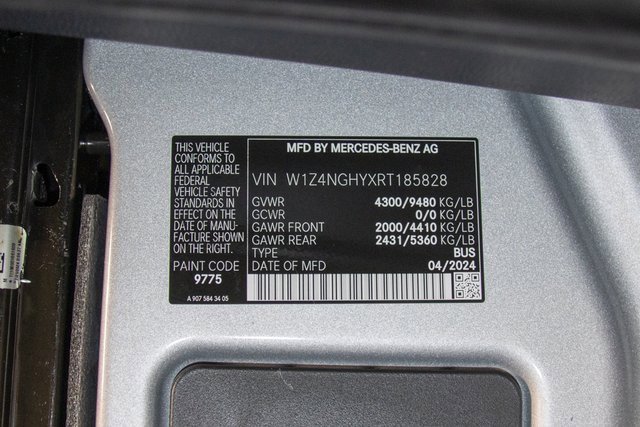 THIS VEHICLE
CONFORMS TO
ALL APPLICABLE
FEDERAL MOTOR
VEHICLE SAFETY
STANDARDS IN
EFFECT ON THE
DATE OF MANU-
FACTURE SHOWN
ON THE RIGHT.
PAINT CODE
9775
A 907 584 34 05
MFD BY MERCEDES-BENZ AG
VIN W1Z4NGHYXRT185828
GVWR 4300/9480 KG/LB
GCWR 0/0 KG/LB
GAWR FRONT 2000/4410 KG/LB
GAWR REAR 2431/5360 KG/LB
TYPE BUS
DATE OF MFD 04/2024